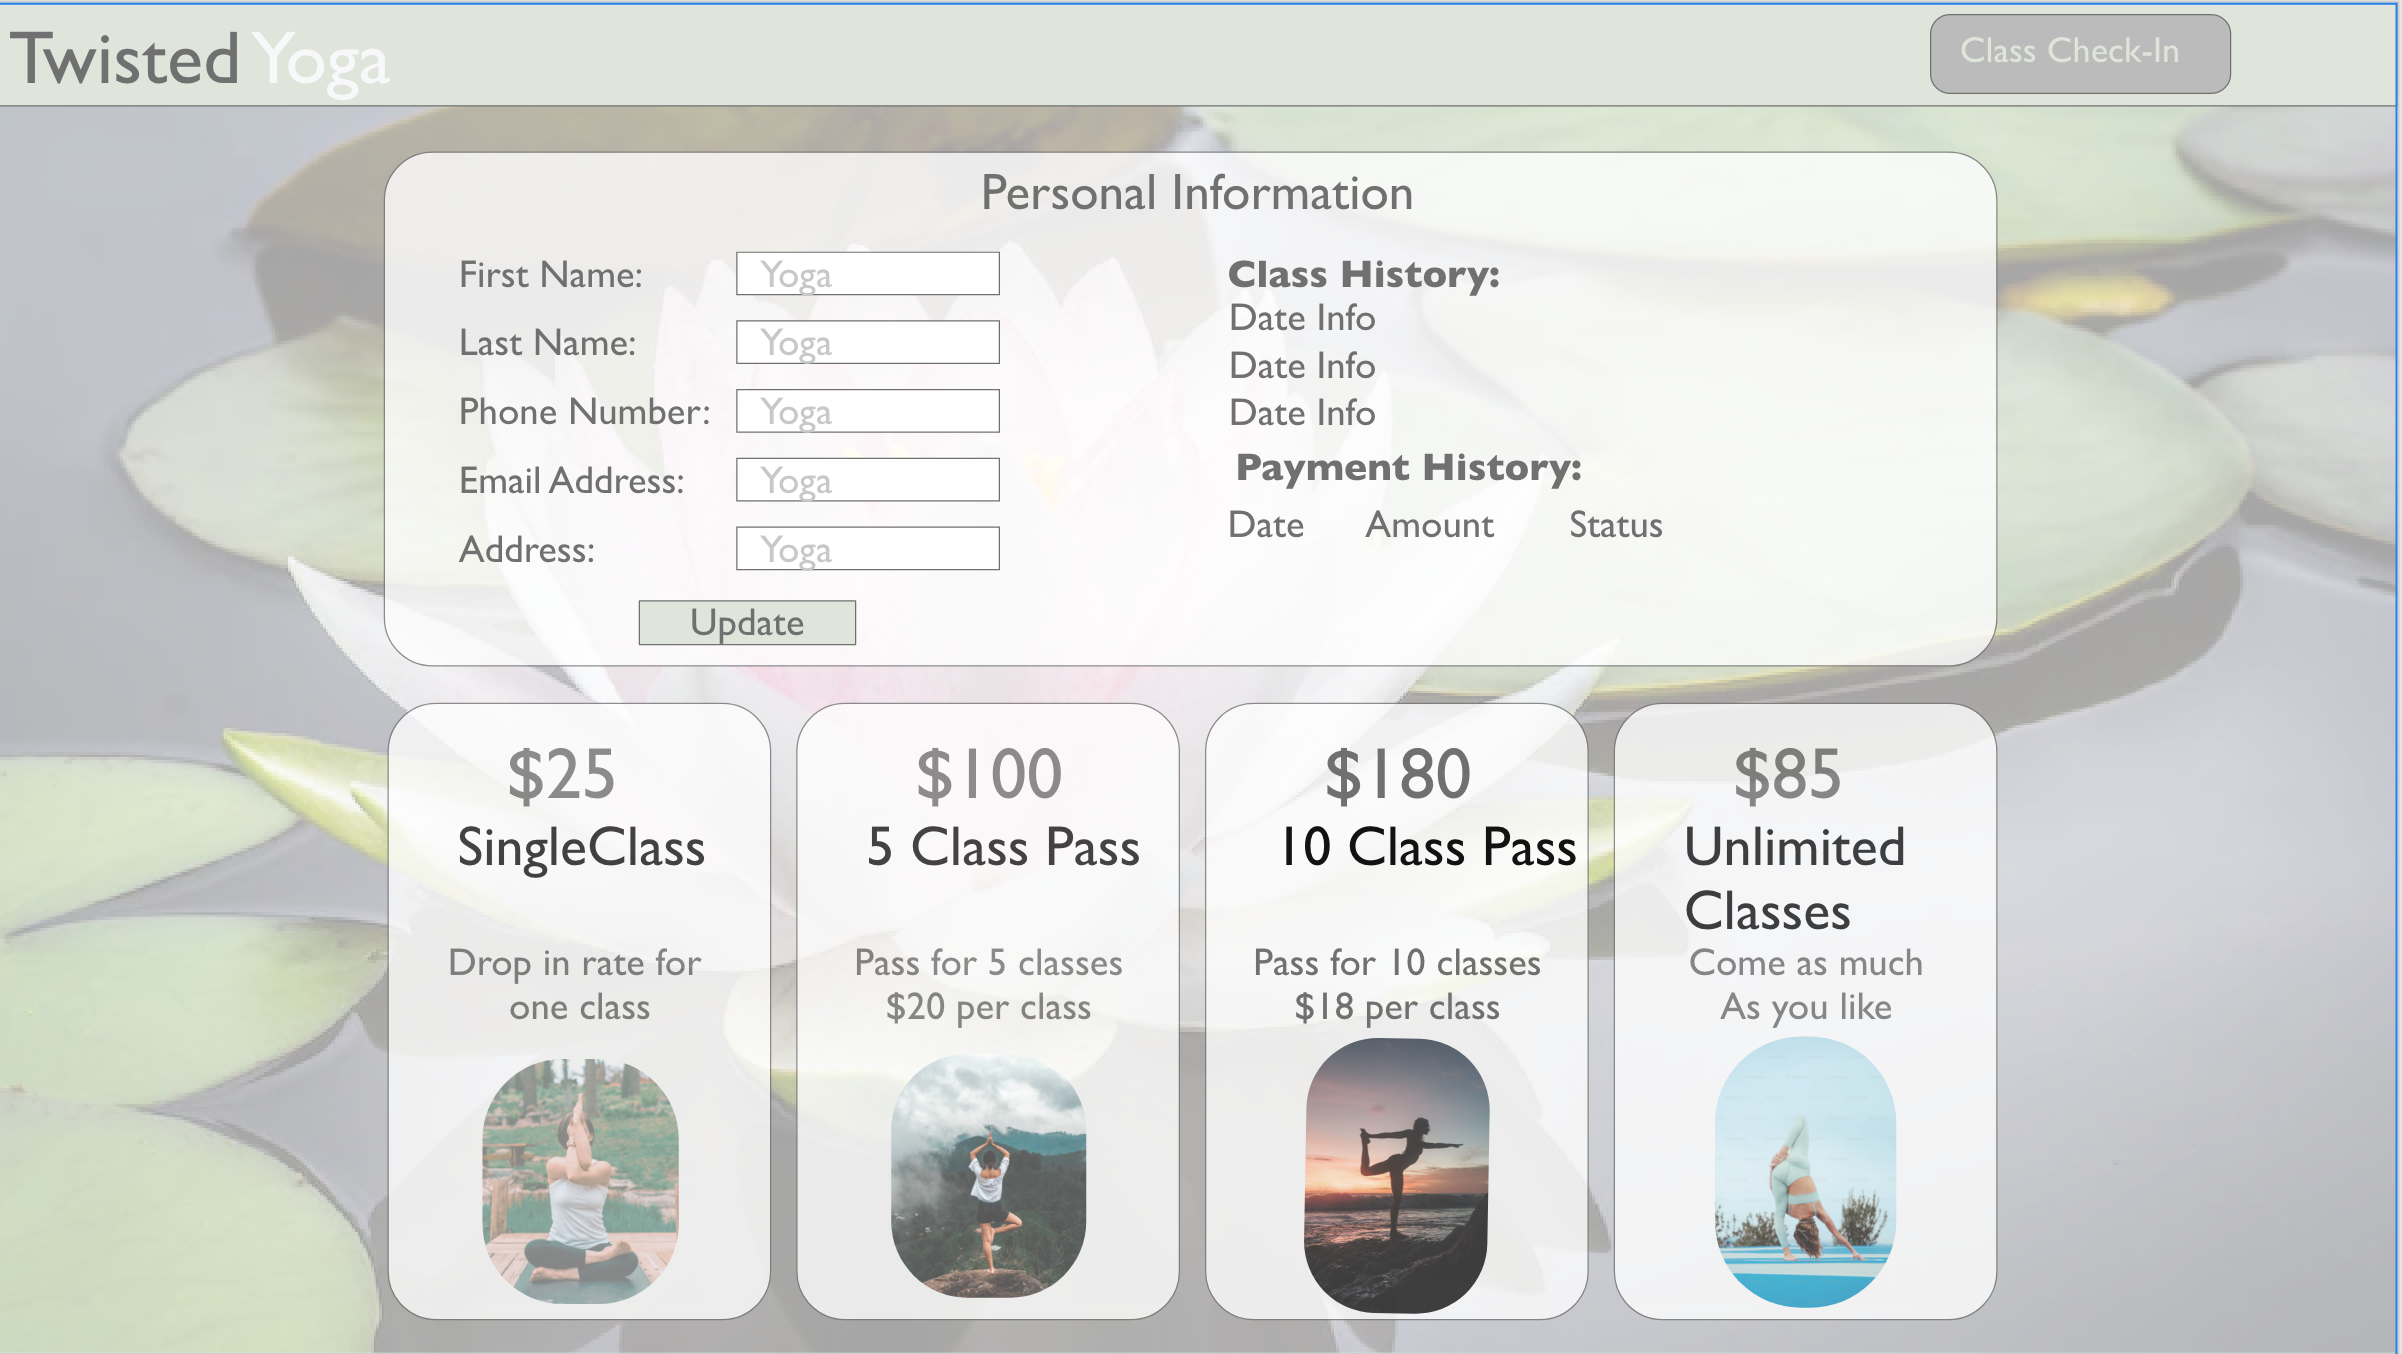 Twisted Yoga
Class Check-In
Personal Information
First Name: Yoga
Last Name: Yoga
Phone Number: Yoga
Email Address: Yoga
Address: Yoga
Update
Class History:
Date Info
Date Info
Date Info
Payment History:
Date Amount Status
$25
SingleClass
Drop in rate for
one class
$100
5 Class Pass
Pass for 5 classes
$20 per class
$180
10 Class Pass
Pass for 10 classes
$18 per class
$85
Unlimited
Classes
Come as much
As you like